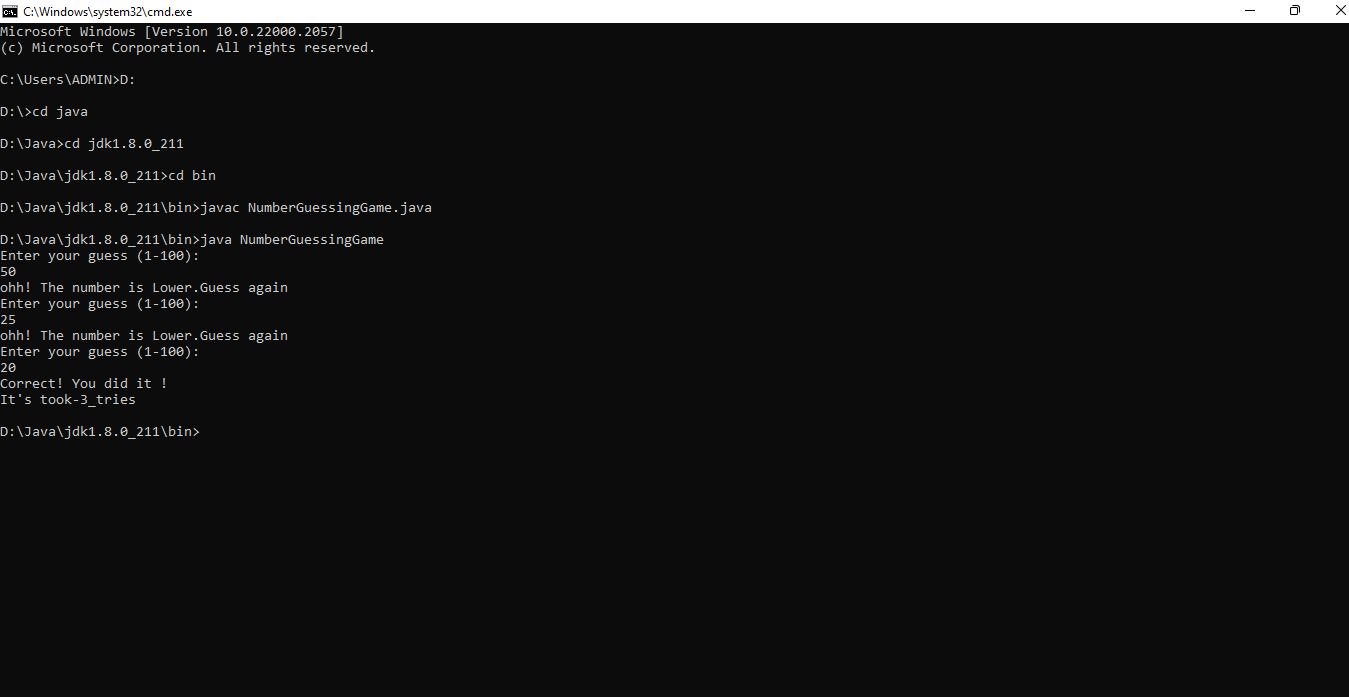 C:\Windows\system32\cmd.exe
Microsoft Windows [Version 10.0.22000.2057]
(c) Microsoft Corporation. All rights reserved.
C:\Users\ADMIN>D:
D:\>cd java
D:\Java>cd jdk1.8.0_211
D:\Java\jdk1.8.0_211>cd bin
D:\Java\jdk1.8.0_211\bin>javac NumberGuessingGame.java
D:\Java\jdk1.8.0_211\bin>java NumberGuessingGame
Enter your guess (1-100):
50
ohh! The number is Lower.Guess again
Enter your guess (1-100):
25
ohh! The number is Lower.Guess again
Enter your guess (1-100):
20
Correct! You did it !
It's took-3_tries
D:\Java\jdk1.8.0_211\bin>